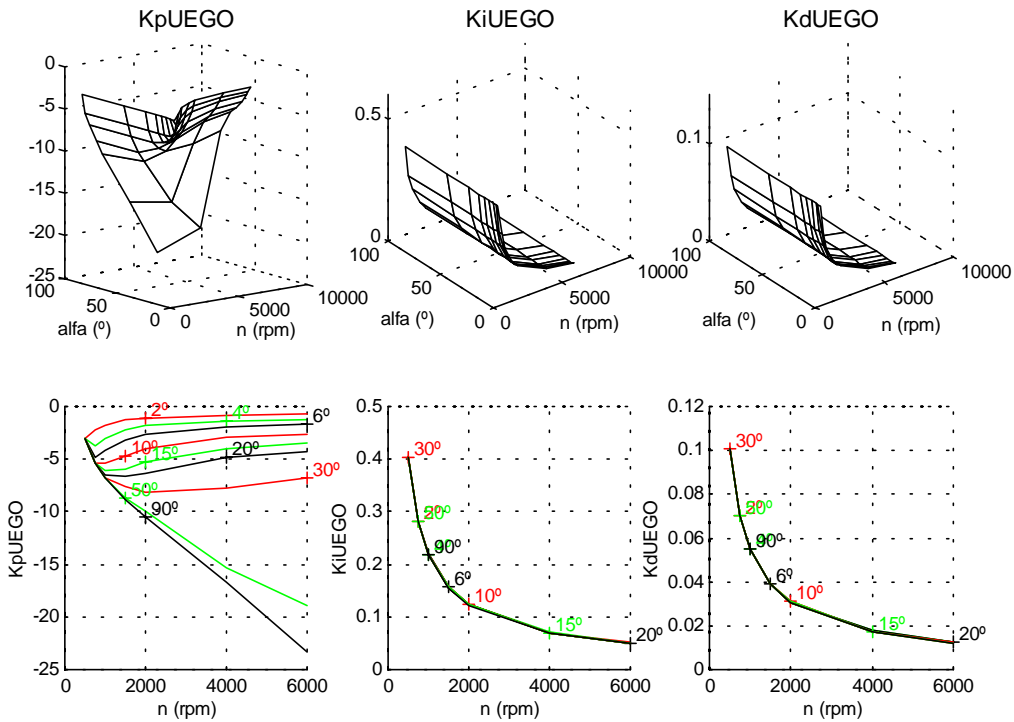 KpUEGO
KiUEGO
KdUEGO
0
-5
-10
-15
-20
-25
100
50
0
0
5000
10000
alfa (º)
n (rpm)
0.5
0
100
50
0
0
5000
10000
alfa (º)
n (rpm)
0.1
0
100
50
0
0
5000
10000
alfa (º)
n (rpm)
0
-5
-10
-15
-20
-25
KpUEGO
2º
4º
6º
10º
15º
20º
30º
50º
90º
0
2000
4000
6000
n (rpm)
0.5
0.4
0.3
0.2
0.1
0
KiUEGO
30º
90º
6º
10º
15º
20º
0
2000
4000
6000
n (rpm)
0.12
0.1
0.08
0.06
0.04
0.02
0
KdUEGO
30º
90º
6º
10º
15º
20º
0
2000
4000
6000
n (rpm)